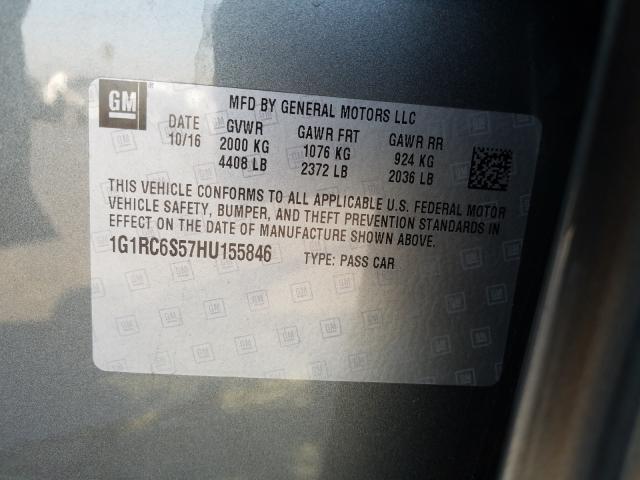 GM
MFD BY GENERAL MOTORS LLC
DATE GVWR GAWR FRT GAWR RR
10/16 2000 KG 1076 KG 924 KG
4408 LB 2372 LB 2036 LB
THIS VEHICLE CONFORMS TO ALL APPLICABLE U.S. FEDERAL MOTOR
VEHICLE SAFETY, BUMPER, AND THEFT PREVENTION STANDARDS IN
EFFECT ON THE DATE OF MANUFACTURE SHOWN ABOVE.
1G1RC6S57HU155846 TYPE: PASS CAR